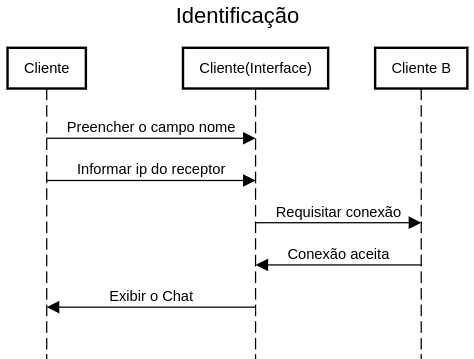 Identificação
Cliente
Cliente(Interface)
Cliente B
Preencher o campo nome
Informar ip do receptor
Requisitar conexão
Conexão aceita
Exibir o Chat